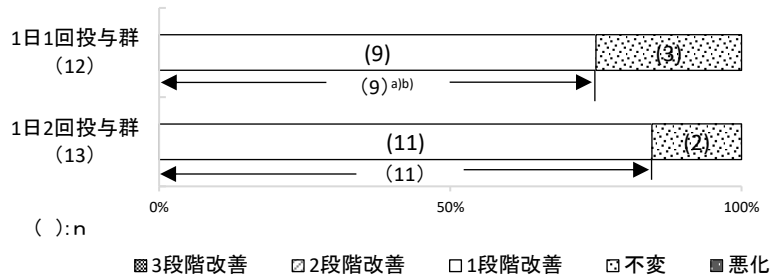 1日1回投与群
（12）
(9)
(3)
（9）a)b)
1日2回投与群
（13）
(11)
(2)
（11）
0%
50%
100%
（ ）:n
3段階改善 2段階改善 1段階改善 不変 悪化